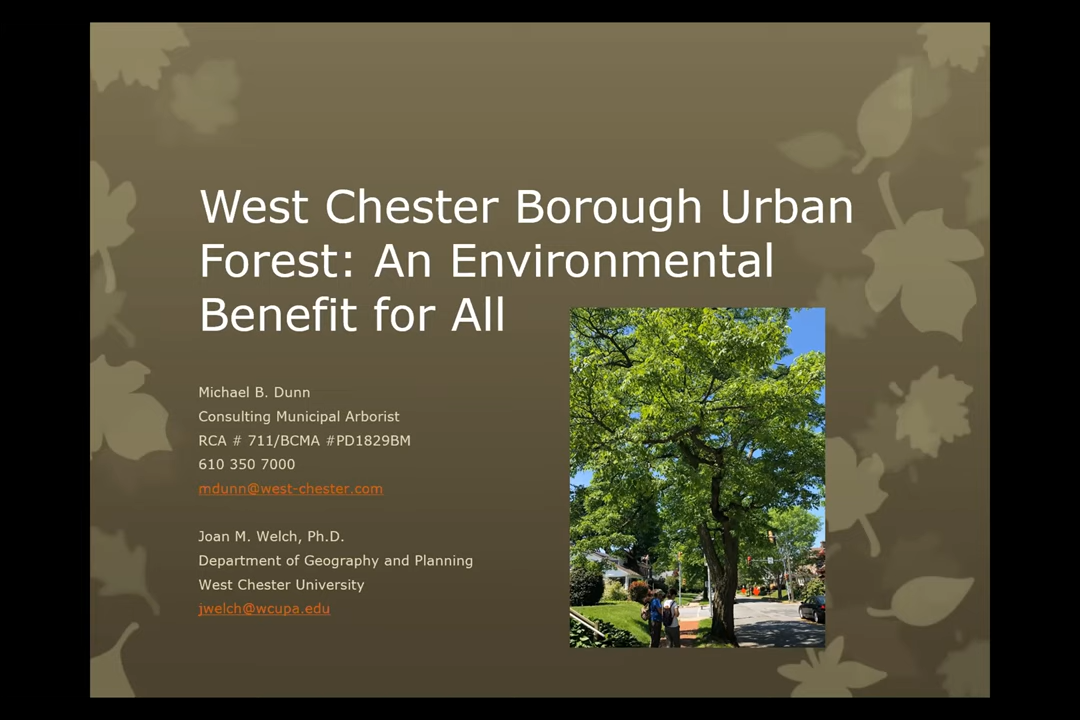 West Chester Borough Urban
Forest: An Environmental
Benefit for All
Michael B. Dunn
Consulting Municipal Arborist
RCA # 711/BCMA #PD1829BM
610 350 7000
mdunn@west-chester.com
Joan M. Welch, Ph.D.
Department of Geography and Planning
West Chester University
jwelch@wcupa.edu